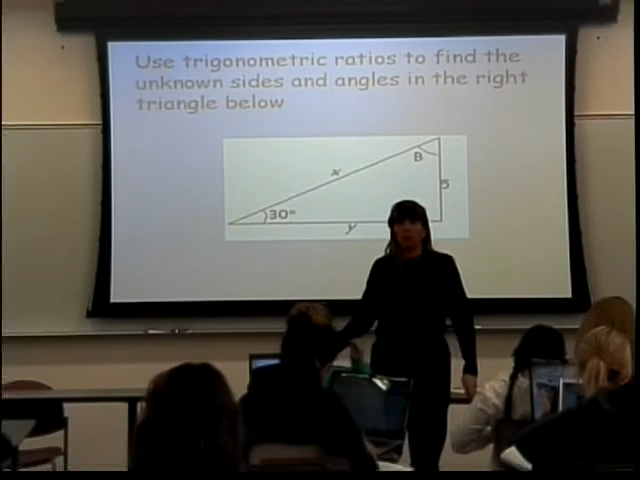 Use trigonometric ratios to find the
unknown sides and angles in the right
triangle below
B
x
5
30°
y